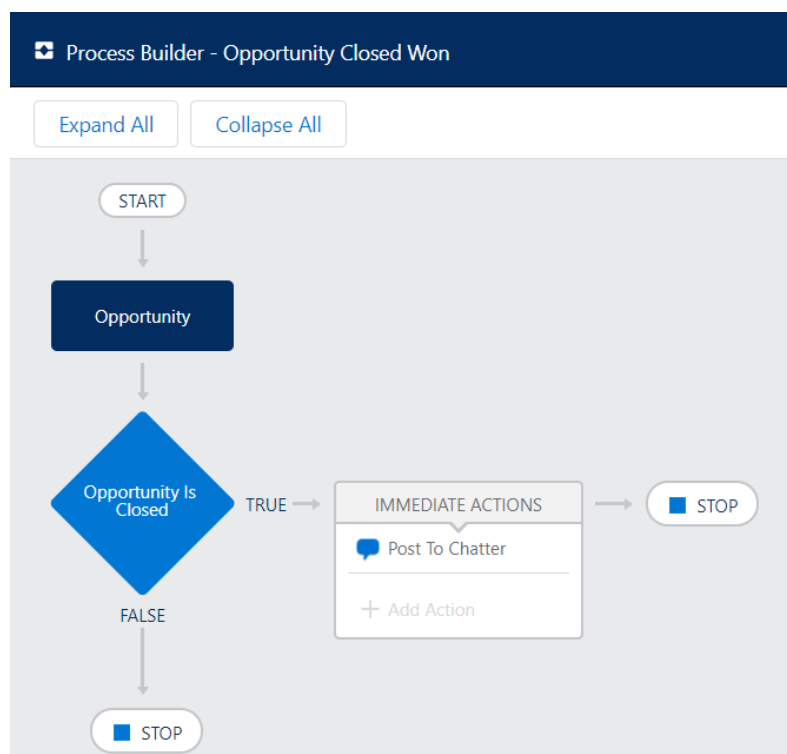 Process Builder - Opportunity Closed Won
Expand All
Collapse All
START
Opportunity
Opportunity Is
Closed
TRUE
IMMEDIATE ACTIONS
STOP
Post To Chatter
+ Add Action
FALSE
STOP